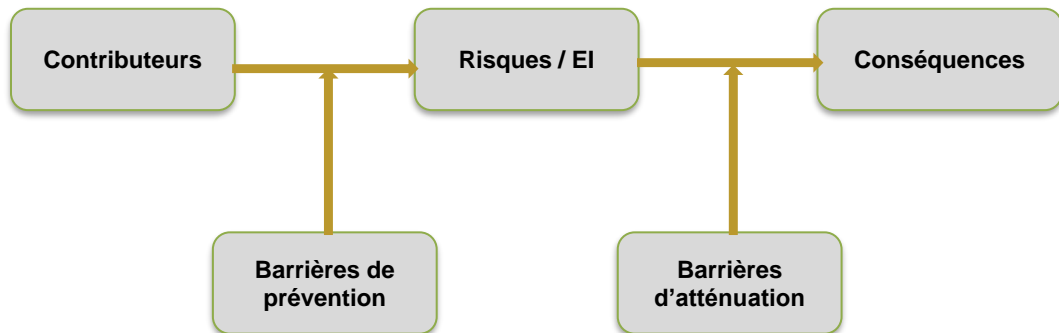 Contributeurs
Risques / EI
Conséquences
Barrières de
prévention
Barrières
d’atténuation